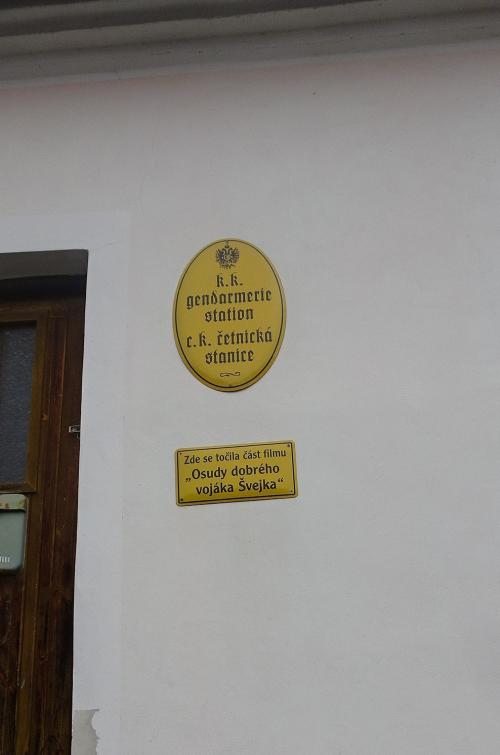 k.k.
gendarmerie
station
c.k. četnická
stanice
Zde se točila část filmu
„Osudy dobrého
vojáka Švejka“